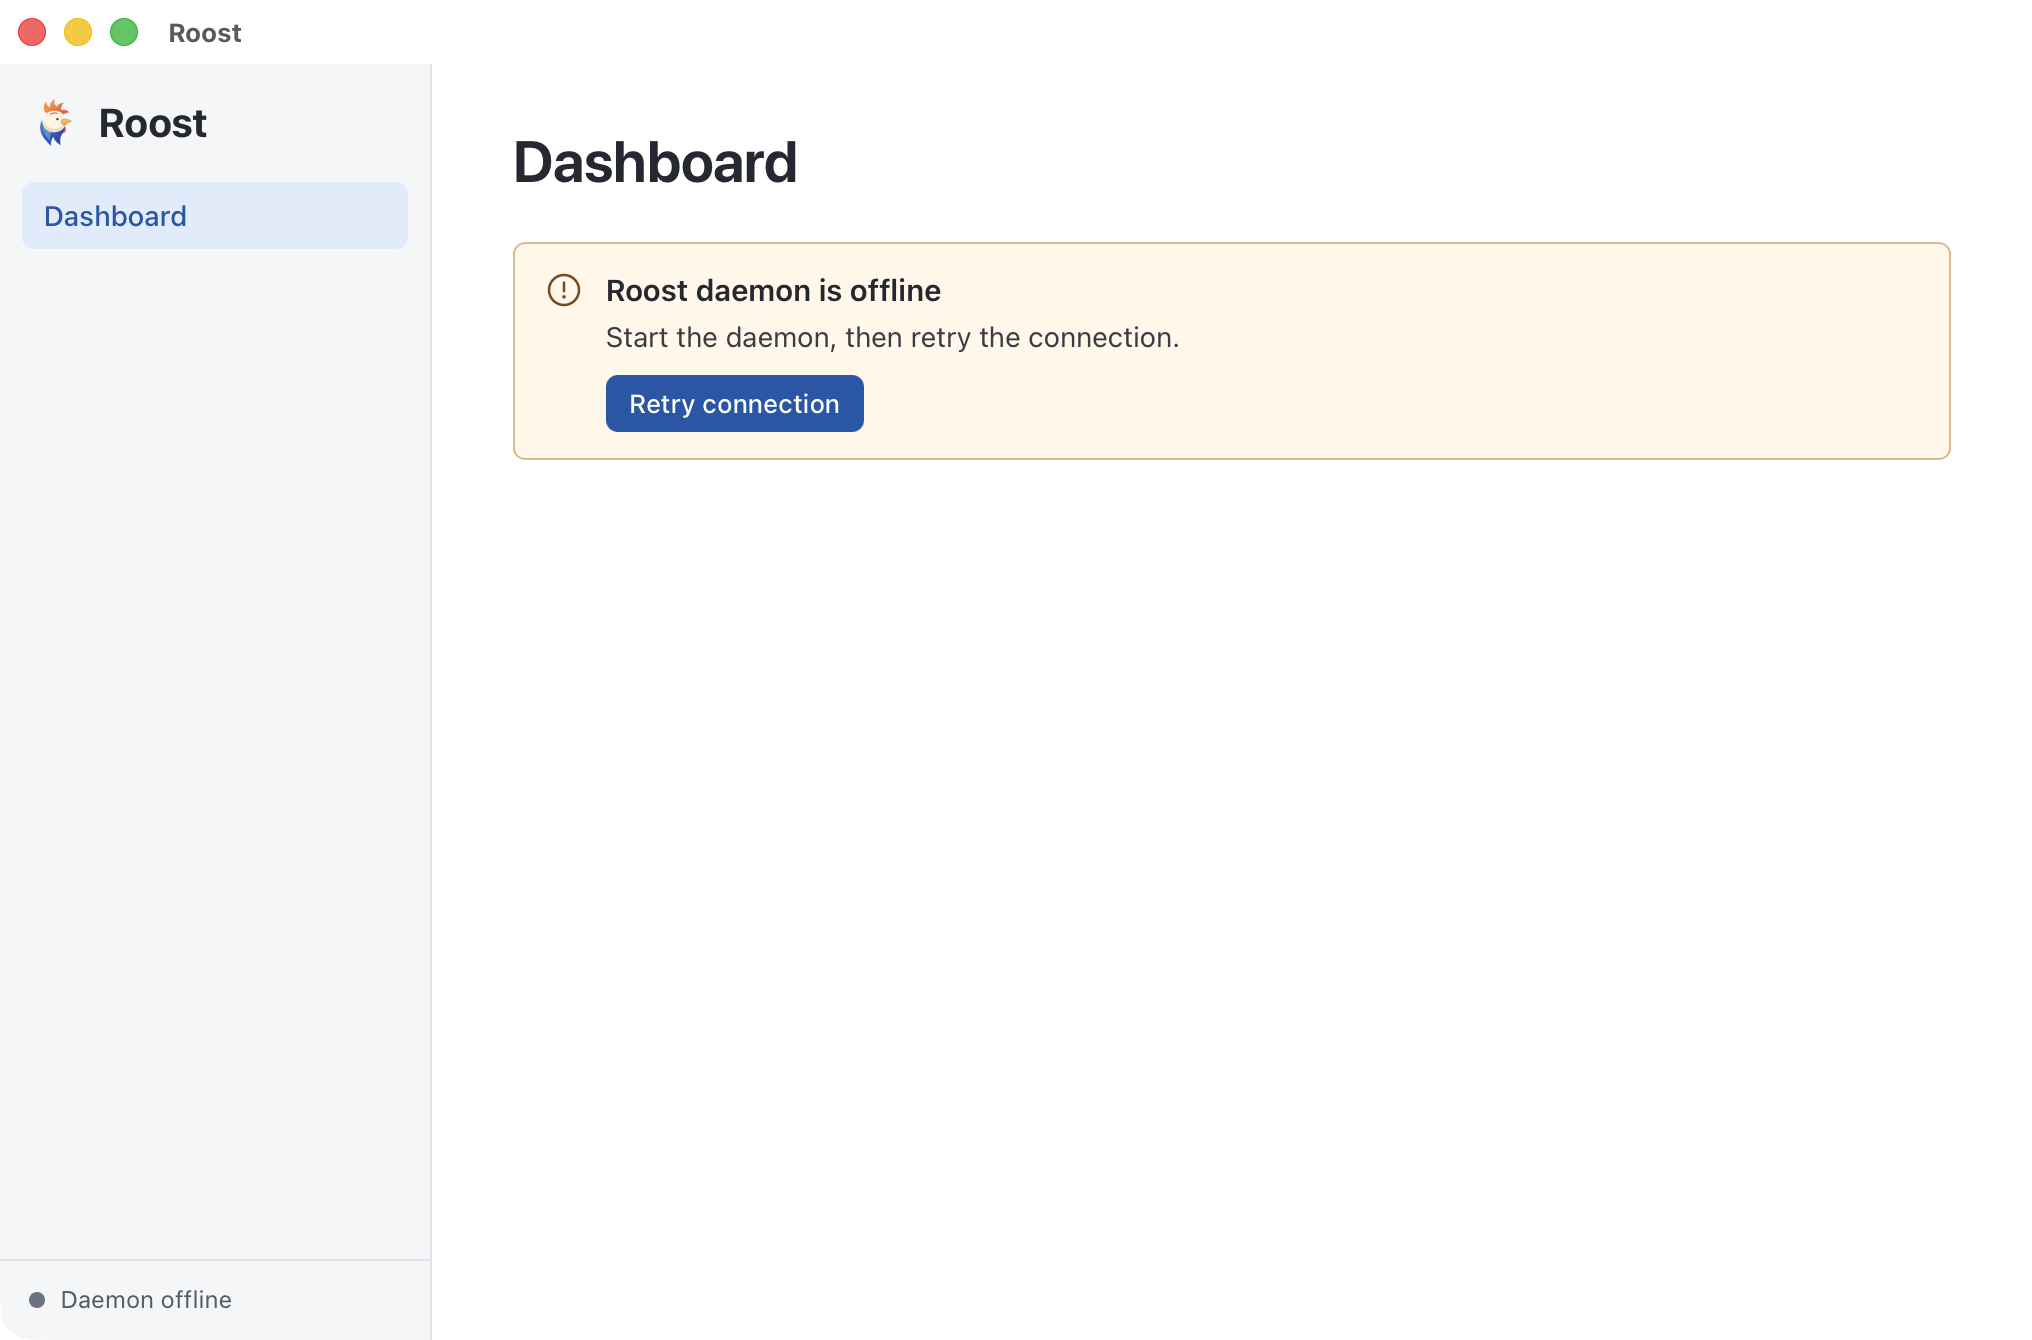 Roost
Roost
Dashboard
Dashboard
Roost daemon is offline
Start the daemon, then retry the connection.
Retry connection
Daemon offline